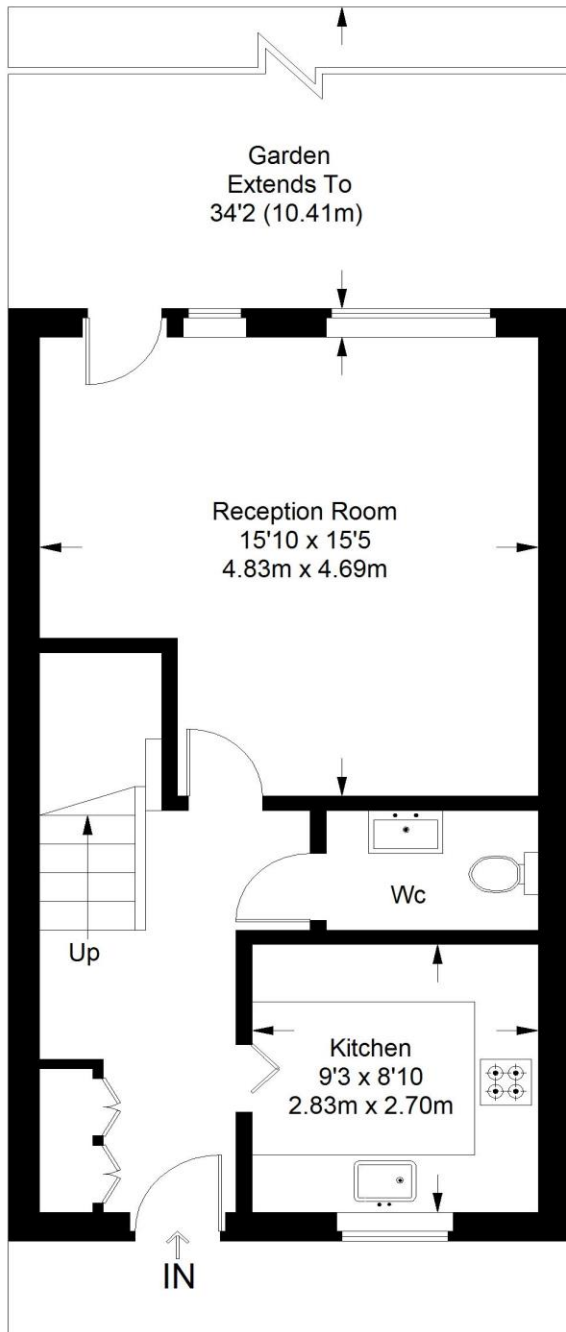 Garden
Extends To
34'2 (10.41m)
Reception Room
15'10 x 15'5
4.83m x 4.69m
Wc
Up
Kitchen
9'3 x 8'10
2.83m x 2.70m
IN